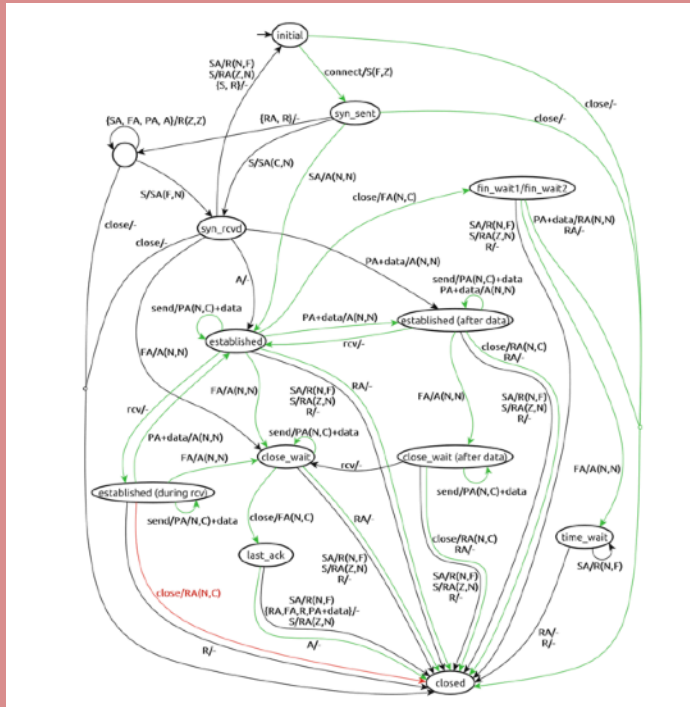 initial
SA/R(N,F)
S/RA(Z,N)
{S, R}/-
connect/S(F,Z)
close/-
{SA, FA, PA, A}/R(Z,Z)
{RA, R}/-
syn_sent
close/-
S/SA(C,N)
SA/A(N,N)
close/FA(N,C)
fin_wait1/fin_wait2
S/SA(F,N)
close/-
close/-
syn_rcvd
SA/R(N,F)
S/RA(Z,N)
R/-
PA+data/RA(N,N)
RA/-
A/-
PA+data/A(N,N)
send/PA(N,C)+data
PA+data/A(N,N)
send/PA(N,C)+data
PA+data/A(N,N)
established (after data)
established
rcv/-
close/RA(N,C)
RA/-
FA/A(N,N)
FA/A(N,N)
SA/R(N,F)
S/RA(Z,N)
R/-
RA/-
FA/A(N,N)
SA/R(N,F)
S/RA(Z,N)
R/-
rcv/-
PA+data/A(N,N)
send/PA(N,C)+data
FA/A(N,N)
close_wait
rcv/-
close_wait (after data)
FA/A(N,N)
established (during rcv)
send/PA(N,C)+data
send/PA/N,C)+data
close/FA(N,C)
RA/-
close/RA(N,C)
RA/-
time_wait
last_ack
SA/R(N,F)
S/RA(Z,N)
R/-
SA/R(N,F)
S/RA(Z,N)
R/-
SA/R(N,F)
close/RA(N,C)
SA/R(N,F)
{RA,FA,R,PA+data}/-
S/RA(Z,N)
A/-
RA/-
R/-
R/-
closed